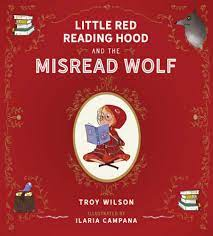 LITTLE RED
READING HOOD
AND THE
MISREAD WOLF
TROY WILSON
ILLUSTRATED BY
ILARIA CAMPANA